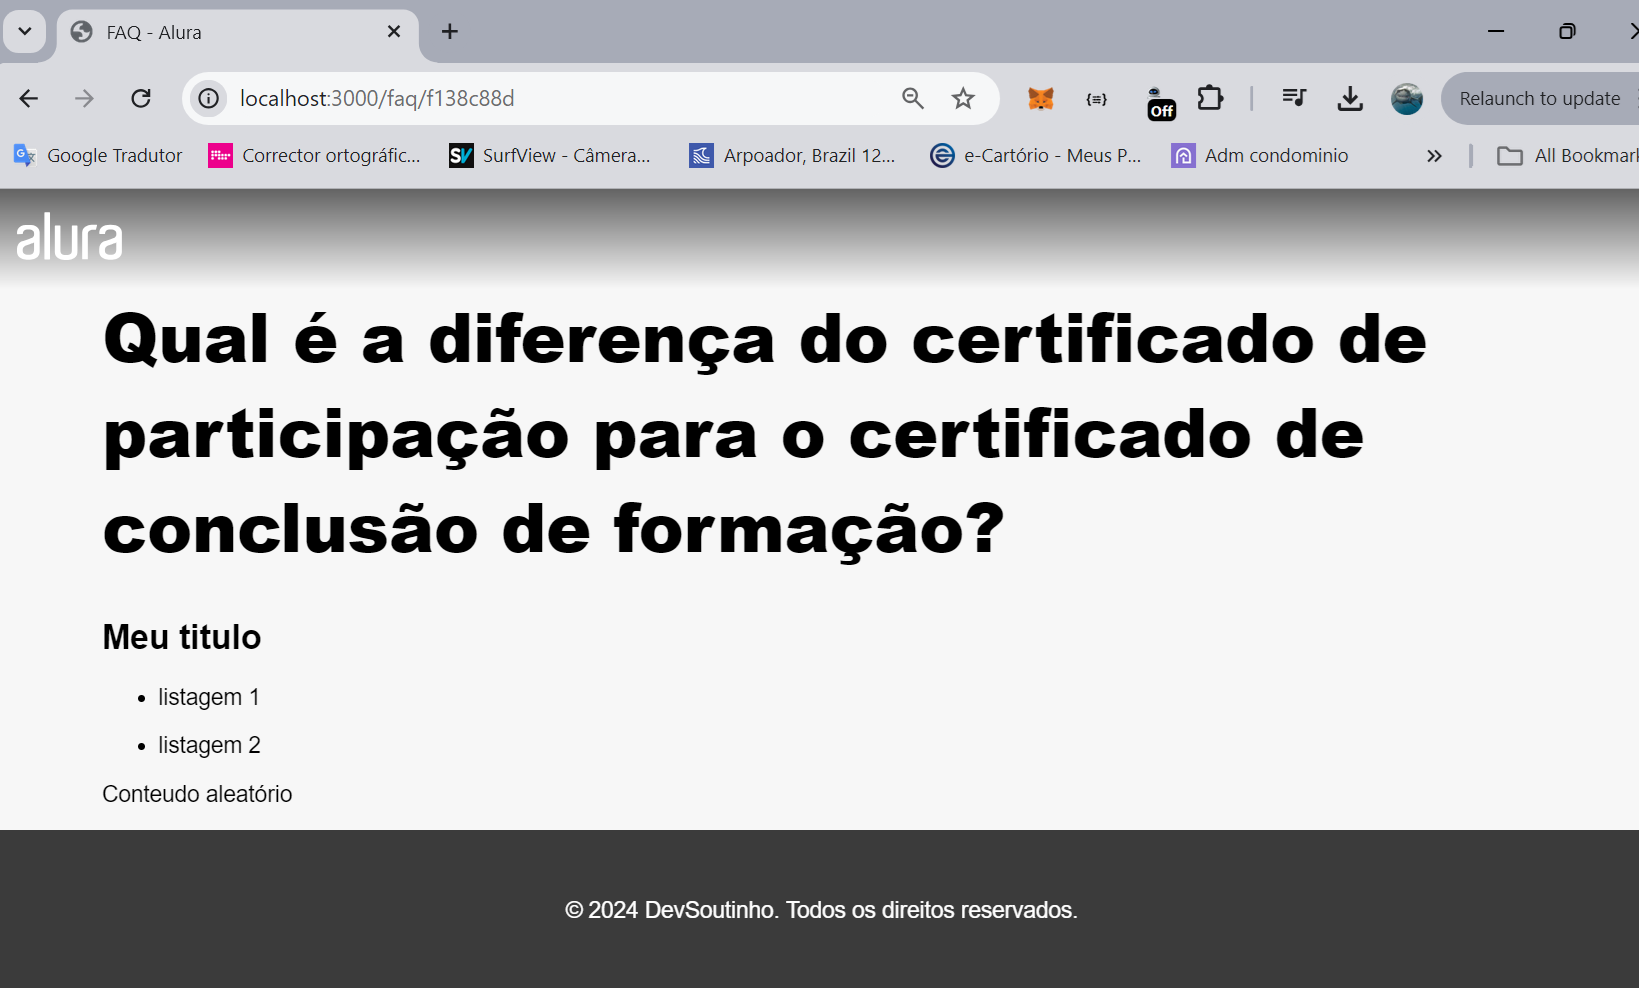 FAQ - Alura
localhost:3000/faq/f138c88d
Off
Relaunch to update
Google Tradutor
Corrector ortográfic...
SV
SurfView - Câmera...
Arpoador, Brazil 12...
e-Cartório - Meus P...
Adm condominio
All Bookmark
alura
Qual é a diferença do certificado de
participação para o certificado de
conclusão de formação?
Meu titulo
• listagem 1
• listagem 2
Conteudo aleatório
© 2024 DevSoutinho. Todos os direitos reservados.